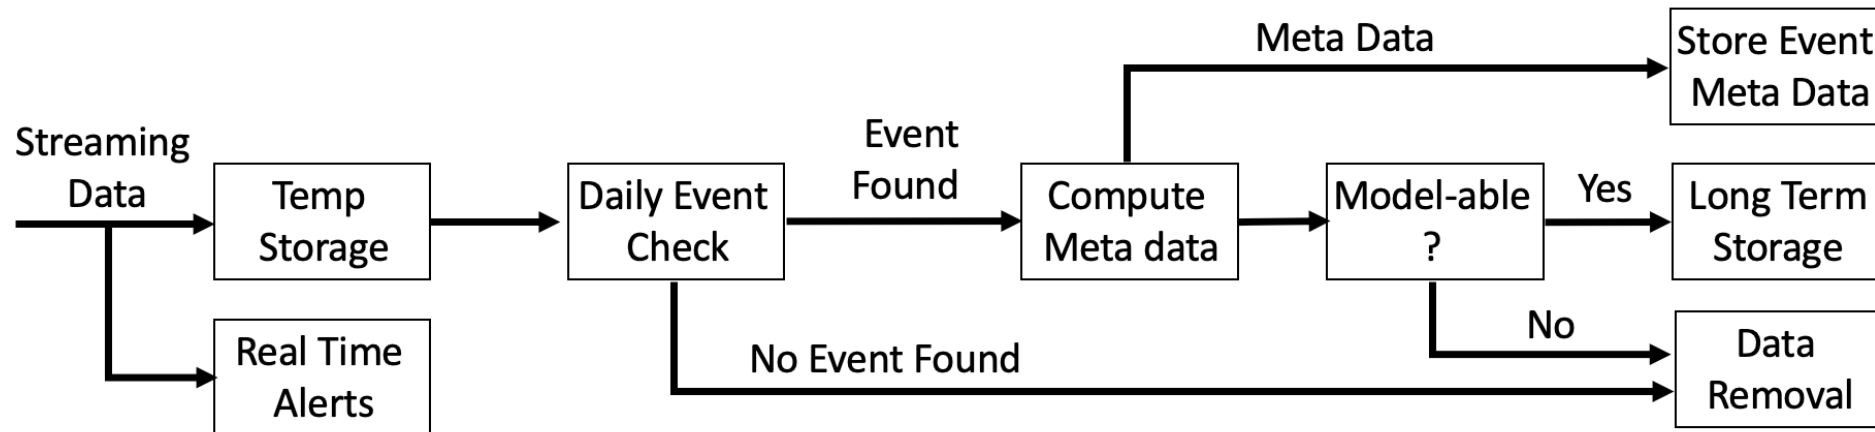 Meta Data
Store Event
Meta Data
Streaming
Data
Temp
Storage
Daily Event
Check
Event
Found
Compute
Meta data
Model-able
?
Yes
Long Term
Storage
Real Time
Alerts
No Event Found
No
Data
Removal